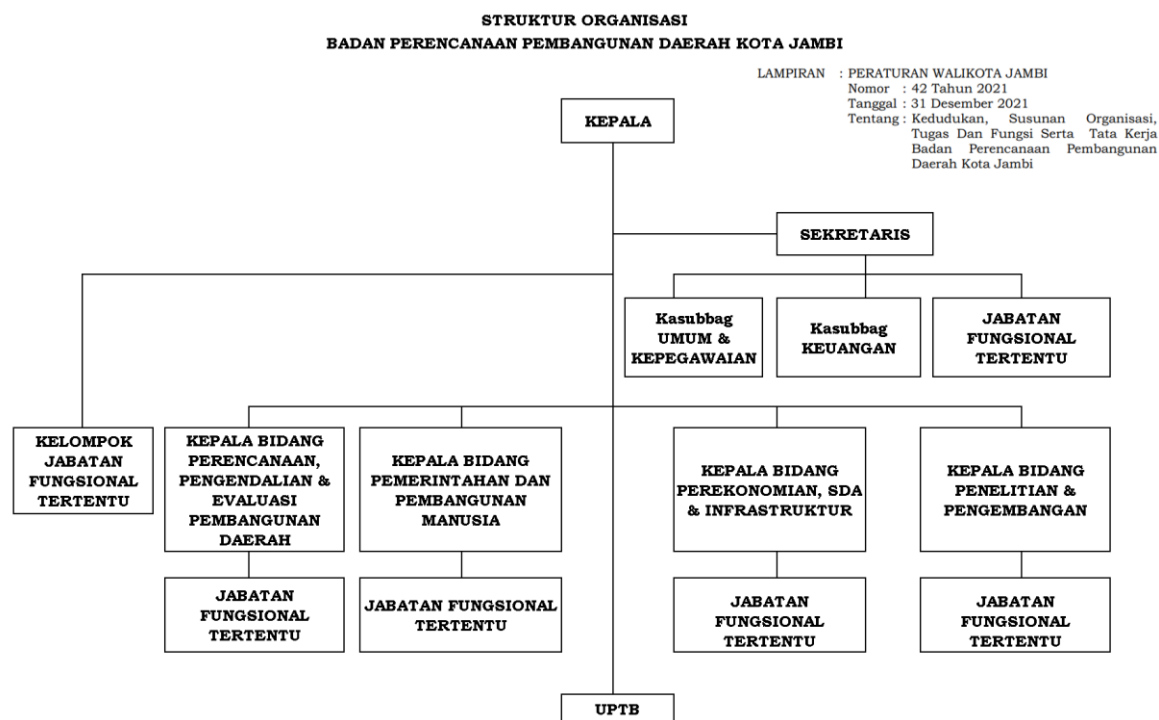 STRUKTUR ORGANISASI
BADAN PERENCANAAN PEMBANGUNAN DAERAH KOTA JAMBI
LAMPIRAN : PERATURAN WALIKOTA JAMBI
Nomor : 42 Tahun 2021
Tanggal : 31 Desember 2021
Tentang : Kedudukan, Susunan Organisasi,
Tugas Dan Fungsi Serta Tata Kerja
Badan Perencanaan Pembangunan
Daerah Kota Jambi
KEPALA
SEKRETARIS
Kasubbag
UMUM &
KEPEGAWAIAN
Kasubbag
KEUANGAN
JABATAN
FUNGSIONAL
TERTENTU
KELOMPOK
JABATAN
FUNGSIONAL
TERTENTU
KEPALA BIDANG
PERENCANAAN,
PENGENDALIAN &
EVALUASI
PEMBANGUNAN
DAERAH
KEPALA BIDANG
PEMERINTAHAN DAN
PEMBANGUNAN
MANUSIA
KEPALA BIDANG
PEREKONOMIAN, SDA
& INFRASTRUKTUR
KEPALA BIDANG
PENELITIAN &
PENGEMBANGAN
JABATAN
FUNGSIONAL
TERTENTU
JABATAN FUNGSIONAL
TERTENTU
JABATAN
FUNGSIONAL
TERTENTU
JABATAN
FUNGSIONAL
TERTENTU
UPTB